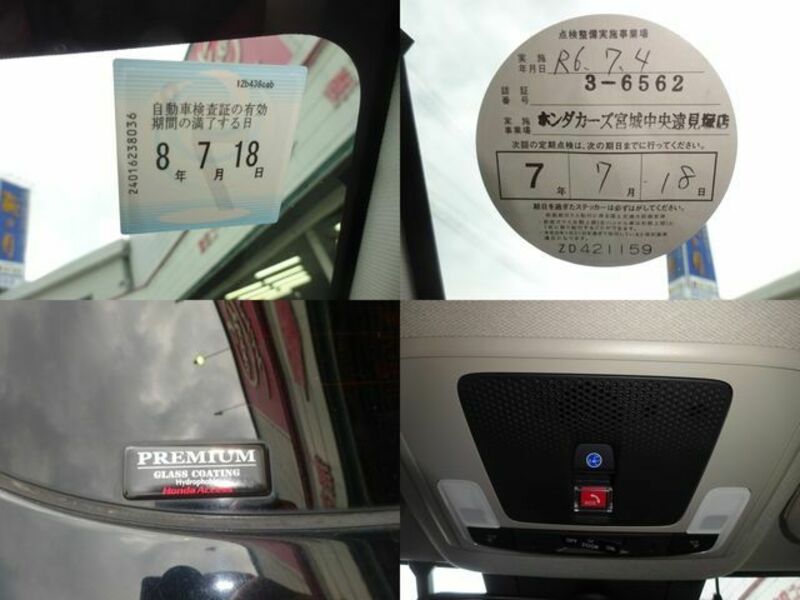 12b436cab
自動車検査証の有効
期間の満了する日
8年 7月 18日
24016238036
点検整備実施事業場
実施年月日 R6.7.4
認証番号 3-6562
実施事業場 ホンダカーズ宮城中央遠見塚店
次回の定期点検は、次の期日までに行ってください。
7年 7月 18日
期日を過ぎたステッカーは必ずはがしてください。
ZD421159
PREMIUM
GLASS COATING
Hydrophobic
Honda Access
SOS
OFF DOOR ON